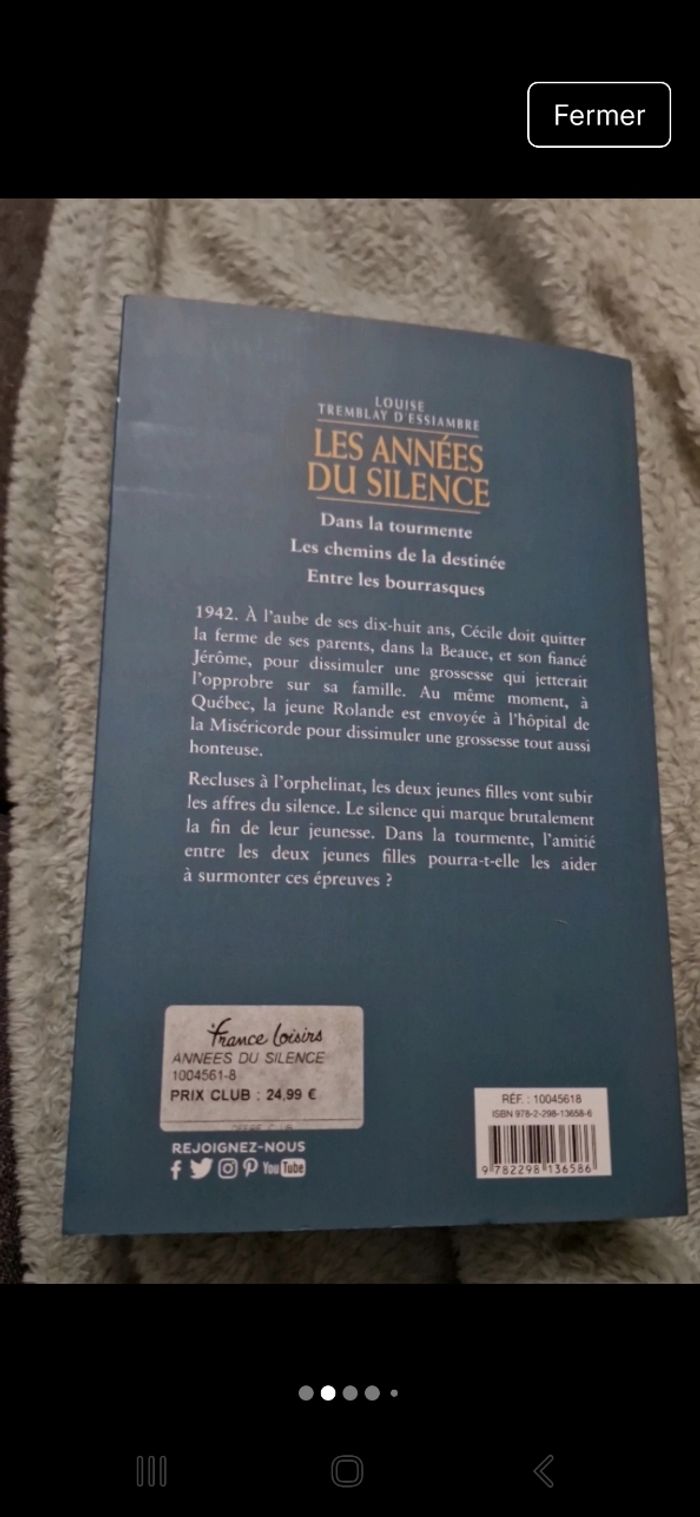 Fermer
LOUISE
TREMBLAY D'ESSIAMBRE
LES ANNÉES
DU SILENCE
Dans la tourmente
Les chemins de la destinée
Entre les bourrasques
1942. À l'aube de ses dix-huit ans, Cécile doit quitter
la ferme de ses parents, dans la Beauce, et son fiancé
Jérôme, pour dissimuler une grossesse qui jetterait
l'opprobre sur sa famille. Au même moment, à
Québec, la jeune Rolande est envoyée à l'hôpital de
la Miséricorde pour dissimuler une grossesse tout aussi
honteuse.
Recluses à l'orphelinat, les deux jeunes filles vont subir
les affres du silence. Le silence qui marque brutalement
la fin de leur jeunesse. Dans la tourmente, l'amitié
entre les deux jeunes filles pourra-t-elle les aider
à surmonter ces épreuves ?
France Loisirs
ANNEES DU SILENCE
1004561-8
PRIX CLUB : 24,99 €
REJOIGNEZ-NOUS
You Tube
RÉF. : 10045618
ISBN 978-2-298-13658-6
9 782298 136586